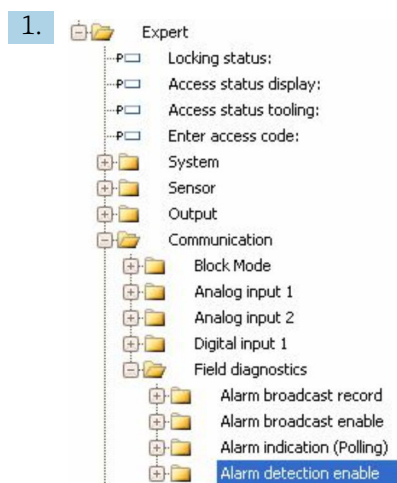 1.
Expert
Locking status:
Access status display:
Access status tooling:
Enter access code:
System
Sensor
Output
Communication
Block Mode
Analog input 1
Analog input 2
Digital input 1
Field diagnostics
Alarm broadcast record
Alarm broadcast enable
Alarm indication (Polling)
Alarm detection enable